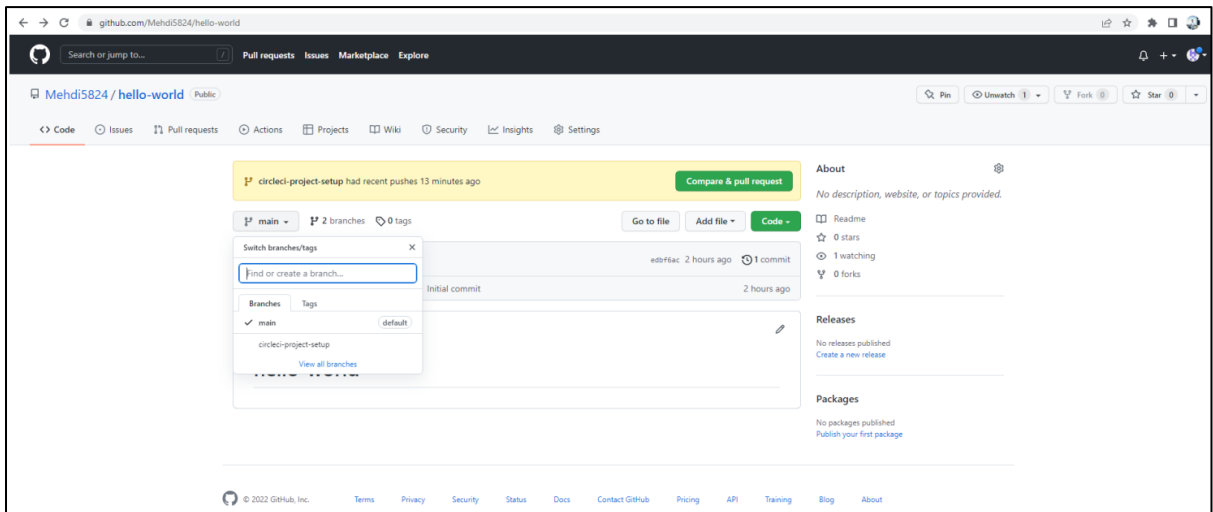 github.com/Mehdi5824/hello-world
Search or jump to... / Pull requests Issues Marketplace Explore
Mehdi5824 / hello-world Public Pin Unwatch 1 Fork 0 Star 0
<> Code Issues Pull requests Actions Projects Wiki Security Insights Settings
circleci-project-setup had recent pushes 13 minutes ago Compare & pull request
main 2 branches 0 tags Go to file Add file Code
Switch branches/tags
Find or create a branch...
Branches Tags
main default
circleci-project-setup
View all branches
edbf6ac 2 hours ago 1 commit
Initial commit 2 hours ago
About
No description, website, or topics provided.
Readme
0 stars
1 watching
0 forks
Releases
No releases published
Create a new release
Packages
No packages published
Publish your first package
© 2022 GitHub, Inc. Terms Privacy Security Status Docs Contact GitHub Pricing API Training Blog About